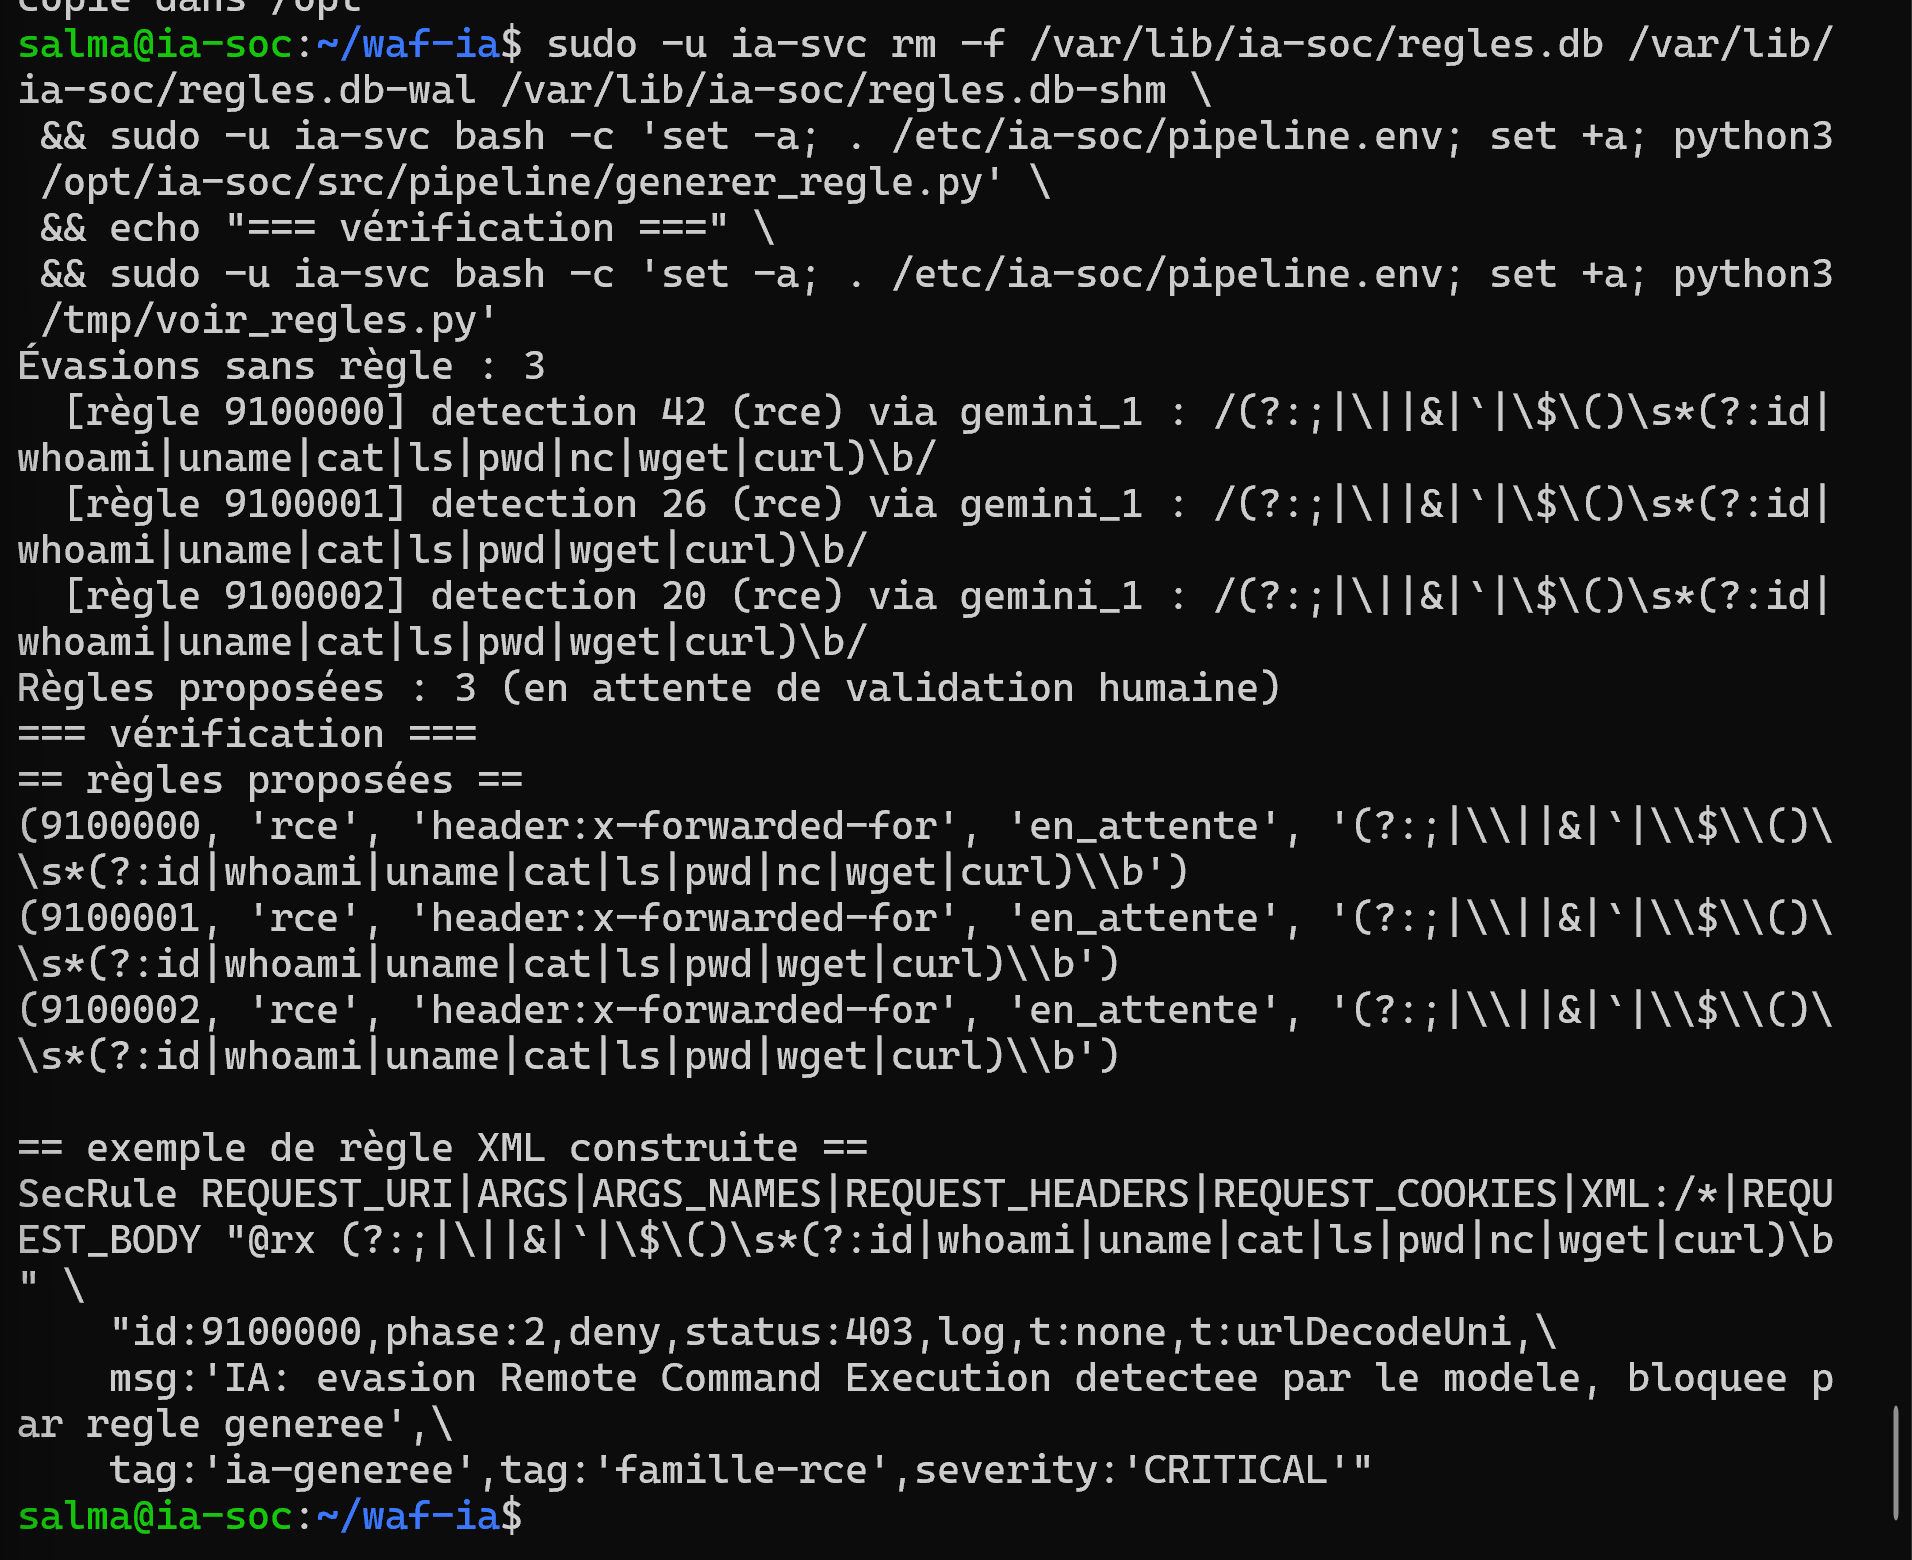 copie dans /opt
salma@ia-soc:~/waf-ia$ sudo -u ia-svc rm -f /var/lib/ia-soc/regles.db /var/lib/
ia-soc/regles.db-wal /var/lib/ia-soc/regles.db-shm \
 && sudo -u ia-svc bash -c 'set -a; . /etc/ia-soc/pipeline.env; set +a; python3
 /opt/ia-soc/src/pipeline/generer_regle.py' \
 && echo "=== vérification ===" \
 && sudo -u ia-svc bash -c 'set -a; . /etc/ia-soc/pipeline.env; set +a; python3
 /tmp/voir_regles.py'
Évasions sans règle : 3
  [règle 9100000] detection 42 (rce) via gemini_1 : /(?:;|\||&|`|\$\()\s*(?:id|
whoami|uname|cat|ls|pwd|nc|wget|curl)\b/
  [règle 9100001] detection 26 (rce) via gemini_1 : /(?:;|\||&|`|\$\()\s*(?:id|
whoami|uname|cat|ls|pwd|wget|curl)\b/
  [règle 9100002] detection 20 (rce) via gemini_1 : /(?:;|\||&|`|\$\()\s*(?:id|
whoami|uname|cat|ls|pwd|wget|curl)\b/
Règles proposées : 3 (en attente de validation humaine)
=== vérification ===
== règles proposées ==
(9100000, 'rce', 'header:x-forwarded-for', 'en_attente', '(?:;|\\||&|`|\\$\\()\
\s*(?:id|whoami|uname|cat|ls|pwd|nc|wget|curl)\\b')
(9100001, 'rce', 'header:x-forwarded-for', 'en_attente', '(?:;|\\||&|`|\\$\\()\
\s*(?:id|whoami|uname|cat|ls|pwd|wget|curl)\\b')
(9100002, 'rce', 'header:x-forwarded-for', 'en_attente', '(?:;|\\||&|`|\\$\\()\
\s*(?:id|whoami|uname|cat|ls|pwd|wget|curl)\\b')

== exemple de règle XML construite ==
SecRule REQUEST_URI|ARGS|ARGS_NAMES|REQUEST_HEADERS|REQUEST_COOKIES|XML:/*|REQU
EST_BODY "@rx (?:;|\||&|`|\$\()\s*(?:id|whoami|uname|cat|ls|pwd|nc|wget|curl)\b
" \
    "id:9100000,phase:2,deny,status:403,log,t:none,t:urlDecodeUni,\
    msg:'IA: evasion Remote Command Execution detectee par le modele, bloquee p
ar regle generee',\
    tag:'ia-generee',tag:'famille-rce',severity:'CRITICAL'"
salma@ia-soc:~/waf-ia$